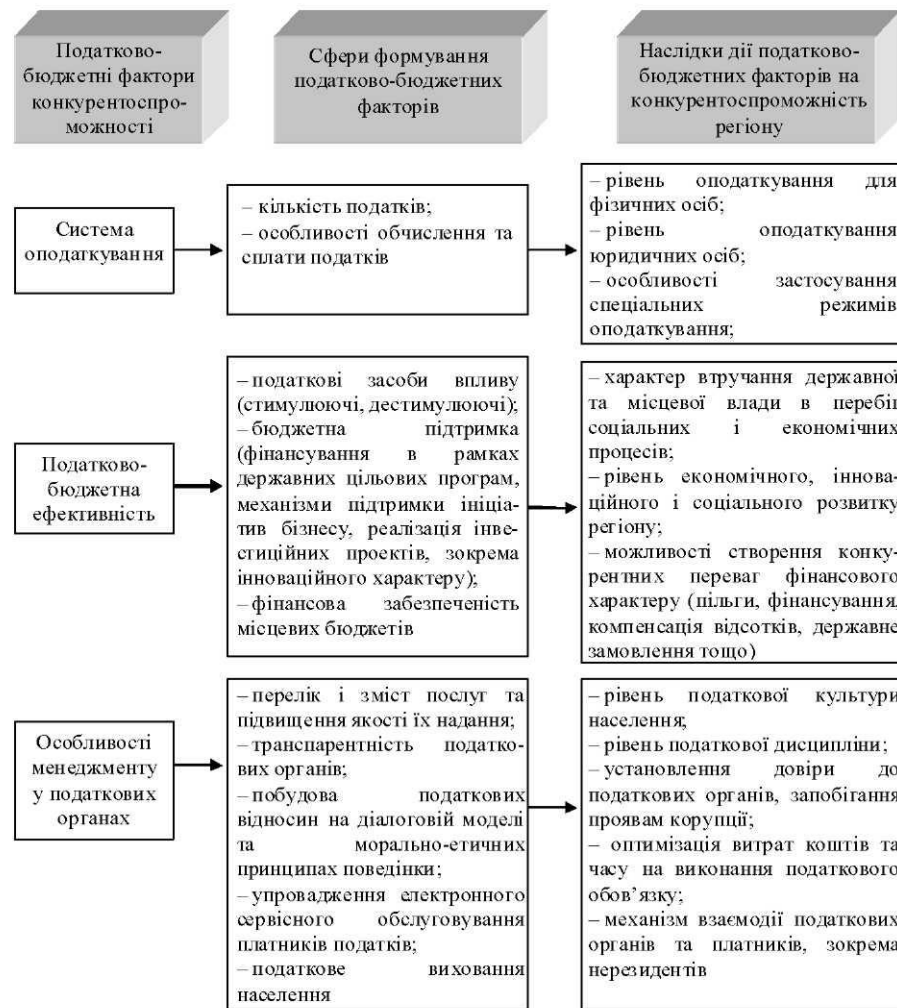 Податково-
бюджетні фактори
конкурентоспро-
можності
Сфери формування
податково-бюджетних
факторів
Наслідки дії податково-
бюджетних факторів на
конкурентоспроможність
регіону
Система
оподаткування
– кількість податків;
– особливості обчислення та
сплати податків
– рівень оподаткування для
фізичних осіб;
– рівень оподаткування
юридичних осіб;
– особливості застосування
спеціальних режимів
оподаткування;
Податково-
бюджетна
ефективність
– податкові засоби впливу
(стимулюючі, дестимулюючі);
– бюджетна підтримка
(фінансування в рамках
державних цільових програм,
механізми підтримки ініціа-
тив бізнесу, реалізація інве-
стиційних проектів, зокрема
інноваційного характеру);
– фінансова забезпеченість
місцевих бюджетів
– характер втручання державної
та місцевої влади в перебіг
соціальних і економічних
процесів;
– рівень економічного, інно-
ваційного і соціального розвитку
регіону;
– можливості створення конку-
рентних переваг фінансового
характеру (пільги, фінансування,
компенсація відсотків, державне
замовлення тощо)
Особливості
менеджменту
у податкових
органах
– перелік і зміст послуг та
підвищення якості їх надання;
– транспарентність податко-
вих органів;
– побудова податкових
відносин на діалоговій моделі
та морально-етичних
принципах поведінки;
– упровадження електронного
сервісного обслуговування
платників податків;
– податкове виховання
населення
– рівень податкової культури
населення;
– рівень податкової дисципліни;
– установлення довіри до
податкових органів, запобігання
проявам корупції;
– оптимізація витрат коштів та
часу на виконання податкового
обов’язку;
– механізм взаємодії податкових
органів та платників, зокрема
нерезидентів